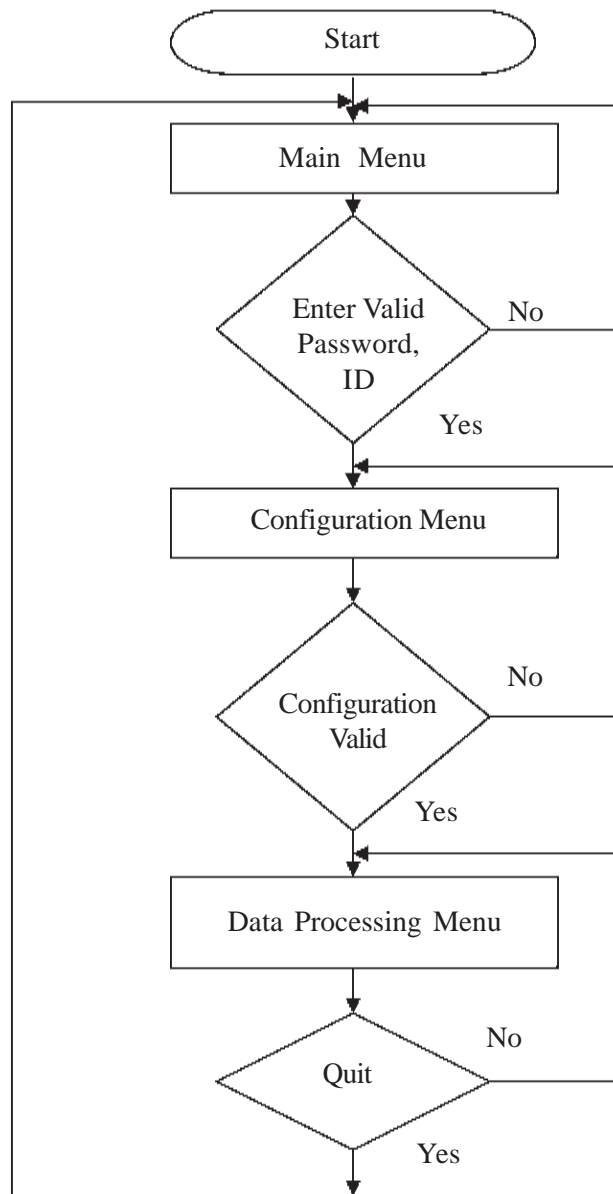 Start
Main Menu
Enter Valid
Password,
ID
No
Yes
Configuration Menu
No
Configuration
Valid
Yes
Data Processing Menu
No
Quit
Yes